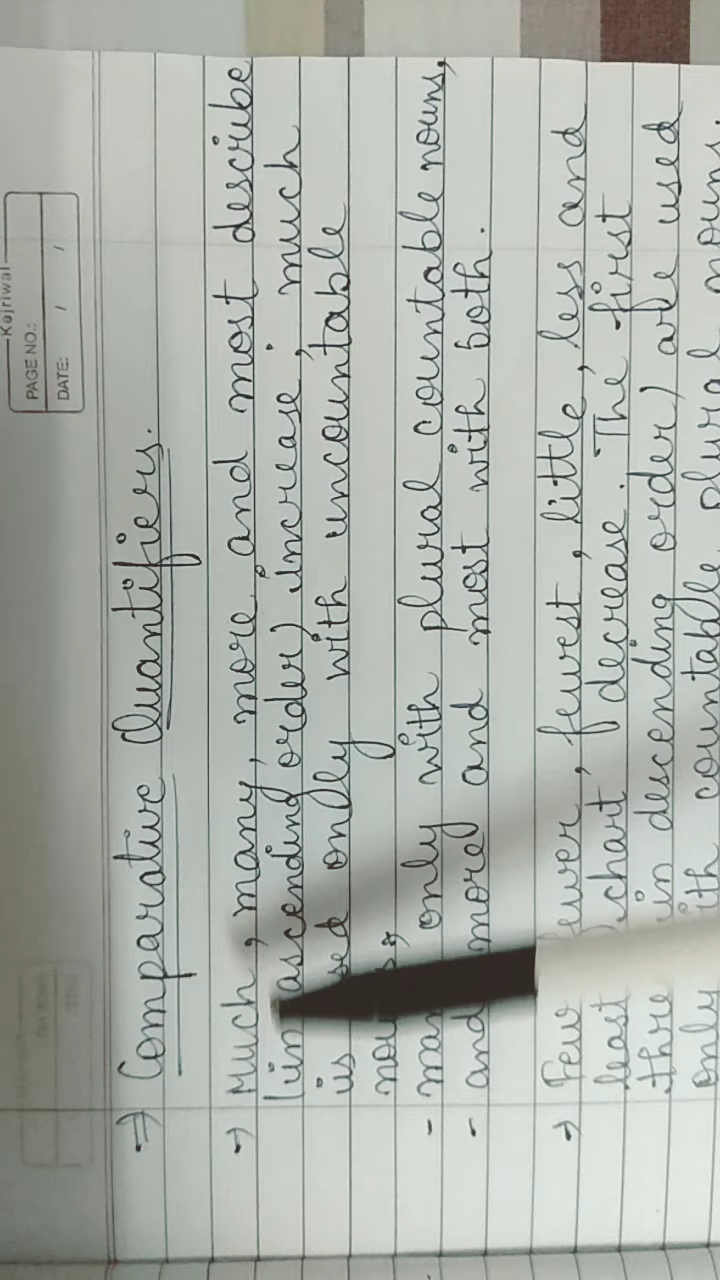 Kejriwal
PAGE NO.:
DATE: / /
→ Comparative Quantifiers.
→ Much, many, more and most describe
(in ascending order) increase; much
is used only with uncountable
nouns;
- many only with plural countable nouns,
- and more and most with both.
→ Few, fewer, fewest, little, less and
least chart, decrease. The first
three in descending order) are used
only with countable plural nouns.